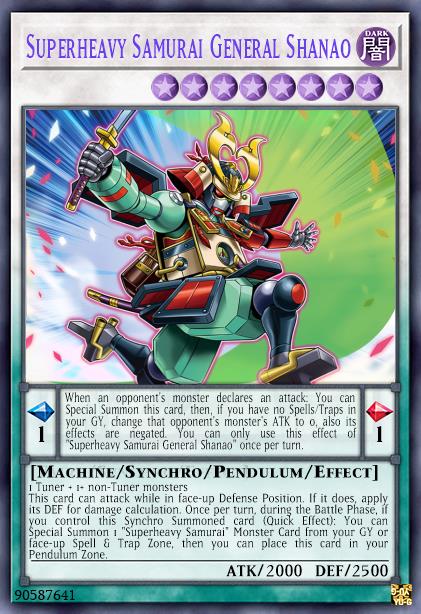 Superheavy Samurai General Shanao
DARK
闇
When an opponent's monster declares an attack: You can
Special Summon this card, then, if you have no Spells/Traps in
your GY, change that opponent's monster's ATK to 0, also its
effects are negated. You can only use this effect of
"Superheavy Samurai General Shanao" once per turn.
1
1
[Machine/Synchro/Pendulum/Effect]
1 Tuner + 1+ non-Tuner monsters
This card can attack while in face-up Defense Position. If it does, apply
its DEF for damage calculation. Once per turn, during the Battle Phase, if
you control this Synchro Summoned card (Quick Effect): You can
Special Summon 1 "Superheavy Samurai" Monster Card from your GY or
face-up Spell & Trap Zone, then you can place this card in your
Pendulum Zone.
ATK/2000 DEF/2500
90587641